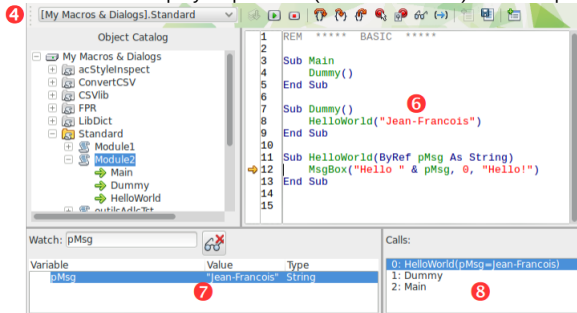 4 [My Macros & Dialogs].Standard
Object Catalog
My Macros & Dialogs
acStyleInspect
ConvertCSV
CSVlib
FPR
LibDict
Standard
Module1
Module2
Main
Dummy
HelloWorld
1 REM ***** BASIC *****
2
3 Sub Main
4 Dummy()
5 End Sub
6
7 Sub Dummy()
8 HelloWorld("Jean-Francois")
9 End Sub
10
11 Sub HelloWorld(ByRef pMsg As String)
12 MsgBox("Hello " & pMsg, 0, "Hello!")
13 End Sub
14
15
6
Watch: pMsg
Variable Value Type
pMsg "Jean-Francois" String
7
Calls:
0: HelloWorld(pMsg=Jean-Francois)
1: Dummy
2: Main
8